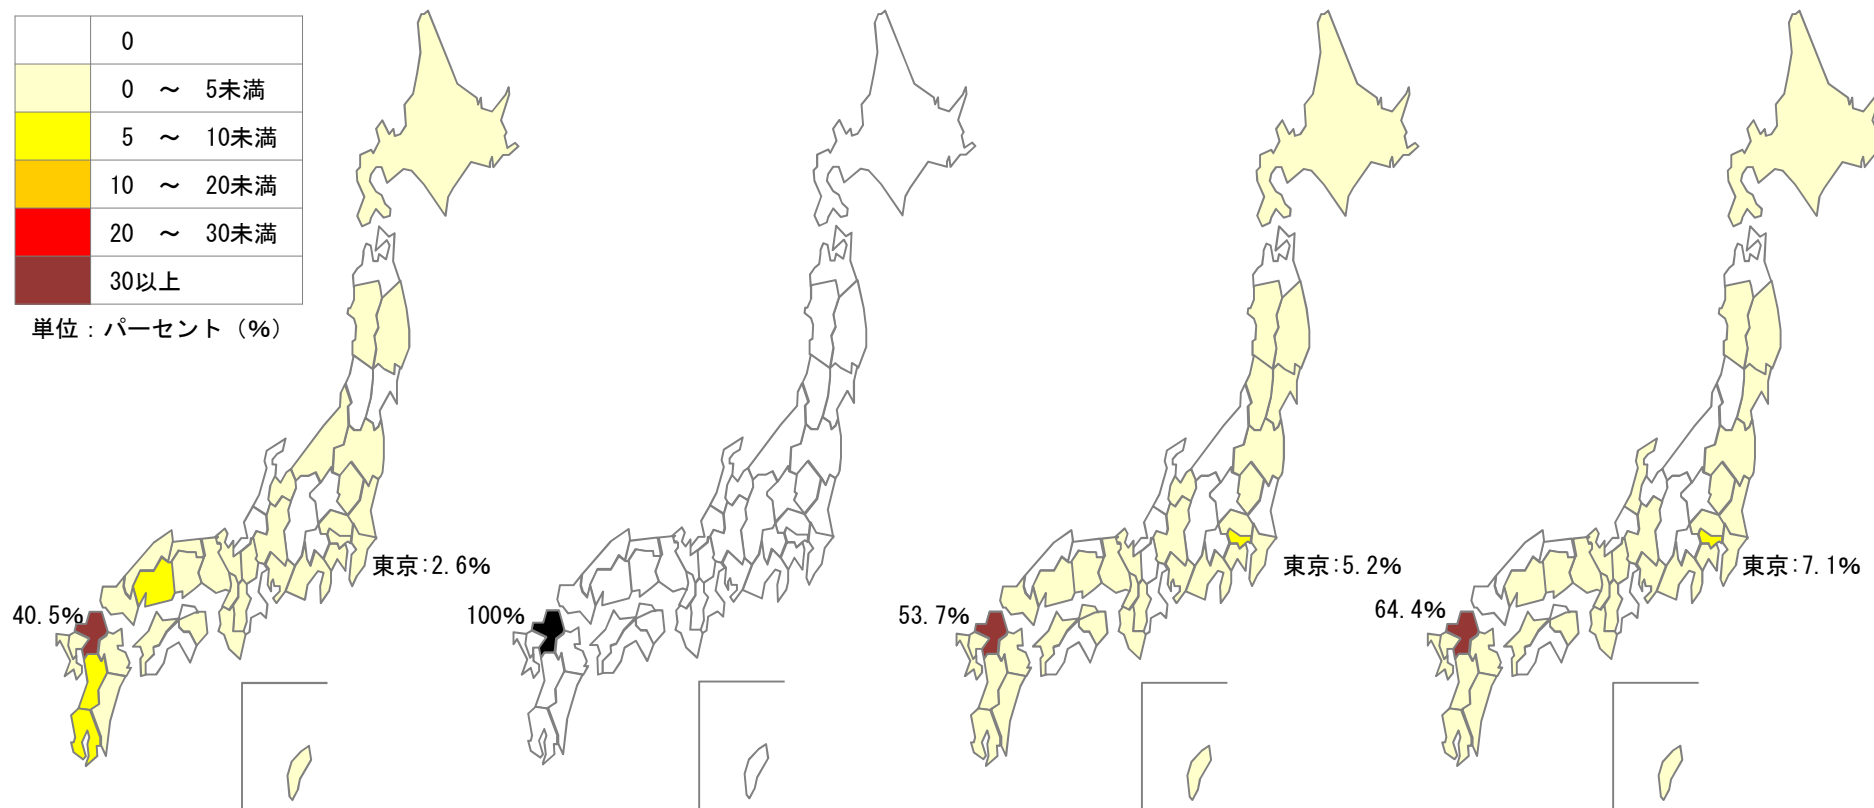 0
0 ～ 5未満
5 ～ 10未満
10 ～ 20未満
20 ～ 30未満
30以上
単位：パーセント（%）
東京:2.6%
40.5%
100%
東京:5.2%
53.7%
東京:7.1%
64.4%